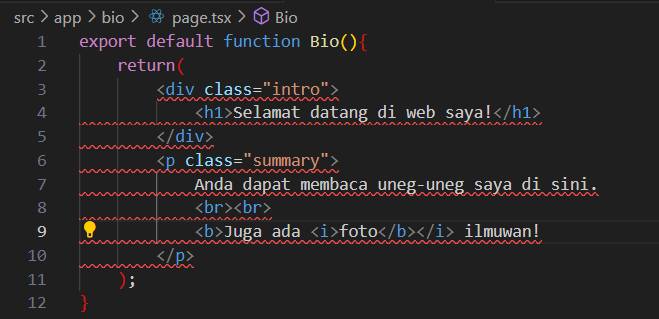 src > app > bio > page.tsx > Bio
1 export default function Bio(){
2 return(
3 <div class="intro">
4 <h1>Selamat datang di web saya!</h1>
5 </div>
6 <p class="summary">
7 Anda dapat membaca uneg-uneg saya di sini.
8 <br><br>
9 <b>Juga ada <i>foto</b></i> ilmuwan!
10 </p>
11 );
12 }